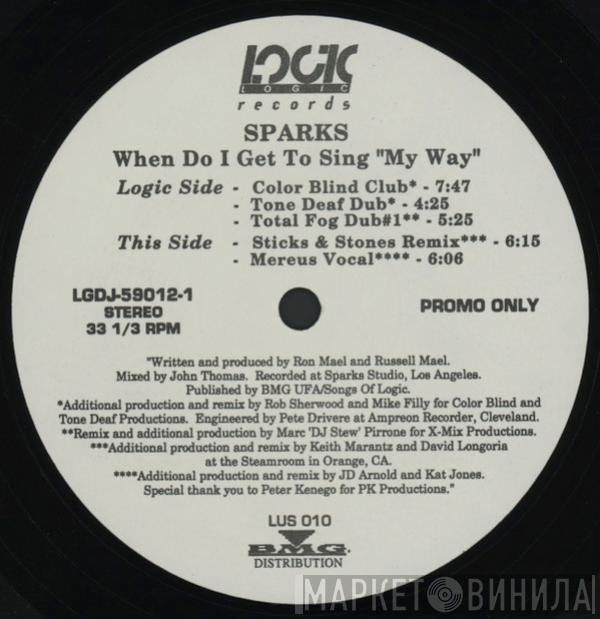 LOGIC
LOGIC
records
SPARKS
When Do I Get To Sing "My Way"
Logic Side - Color Blind Club* - 7:47
- Tone Deaf Dub* - 4:25
- Total Fog Dub#1** - 5:25
This Side - Sticks & Stones Remix*** - 6:15
- Mereus Vocal**** - 6:06
LGDJ-59012-1
STEREO
33 1/3 RPM
PROMO ONLY
"Written and produced by Ron Mael and Russell Mael.
Mixed by John Thomas. Recorded at Sparks Studio, Los Angeles.
Published by BMG UFA/Songs Of Logic.
*Additional production and remix by Rob Sherwood and Mike Filly for Color Blind and
Tone Deaf Productions. Engineered by Pete Drivere at Ampreon Recorder, Cleveland.
**Remix and additional production by Marc 'DJ Stew' Pirrone for X-Mix Productions.
***Additional production and remix by Keith Marantz and David Longoria
at the Steamroom in Orange, CA.
****Additional production and remix by JD Arnold and Kat Jones.
Special thank you to Peter Kenego for PK Productions."
LUS 010
BMG.
DISTRIBUTION
МАРКЕТ ВИНИЛА